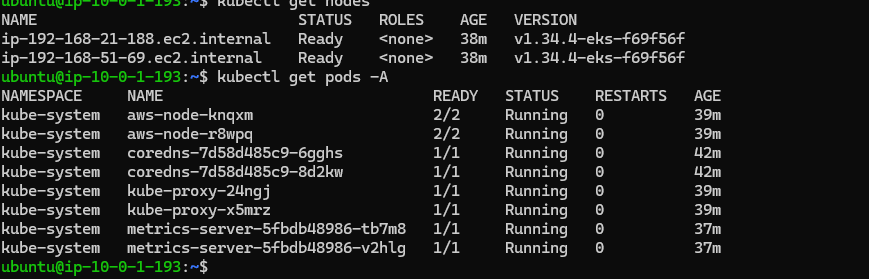 ubuntu@ip-10-0-1-193:~$ kubectl get nodes
NAME STATUS ROLES AGE VERSION
ip-192-168-21-188.ec2.internal Ready <none> 38m v1.34.4-eks-f69f56f
ip-192-168-51-69.ec2.internal Ready <none> 38m v1.34.4-eks-f69f56f
ubuntu@ip-10-0-1-193:~$ kubectl get pods -A
NAMESPACE NAME READY STATUS RESTARTS AGE
kube-system aws-node-knqxm 2/2 Running 0 39m
kube-system aws-node-r8wpq 2/2 Running 0 39m
kube-system coredns-7d58d485c9-6gghs 1/1 Running 0 42m
kube-system coredns-7d58d485c9-8d2kw 1/1 Running 0 42m
kube-system kube-proxy-24ngj 1/1 Running 0 39m
kube-system kube-proxy-x5mrz 1/1 Running 0 39m
kube-system metrics-server-5fbdb48986-tb7m8 1/1 Running 0 37m
kube-system metrics-server-5fbdb48986-v2hlg 1/1 Running 0 37m
ubuntu@ip-10-0-1-193:~$